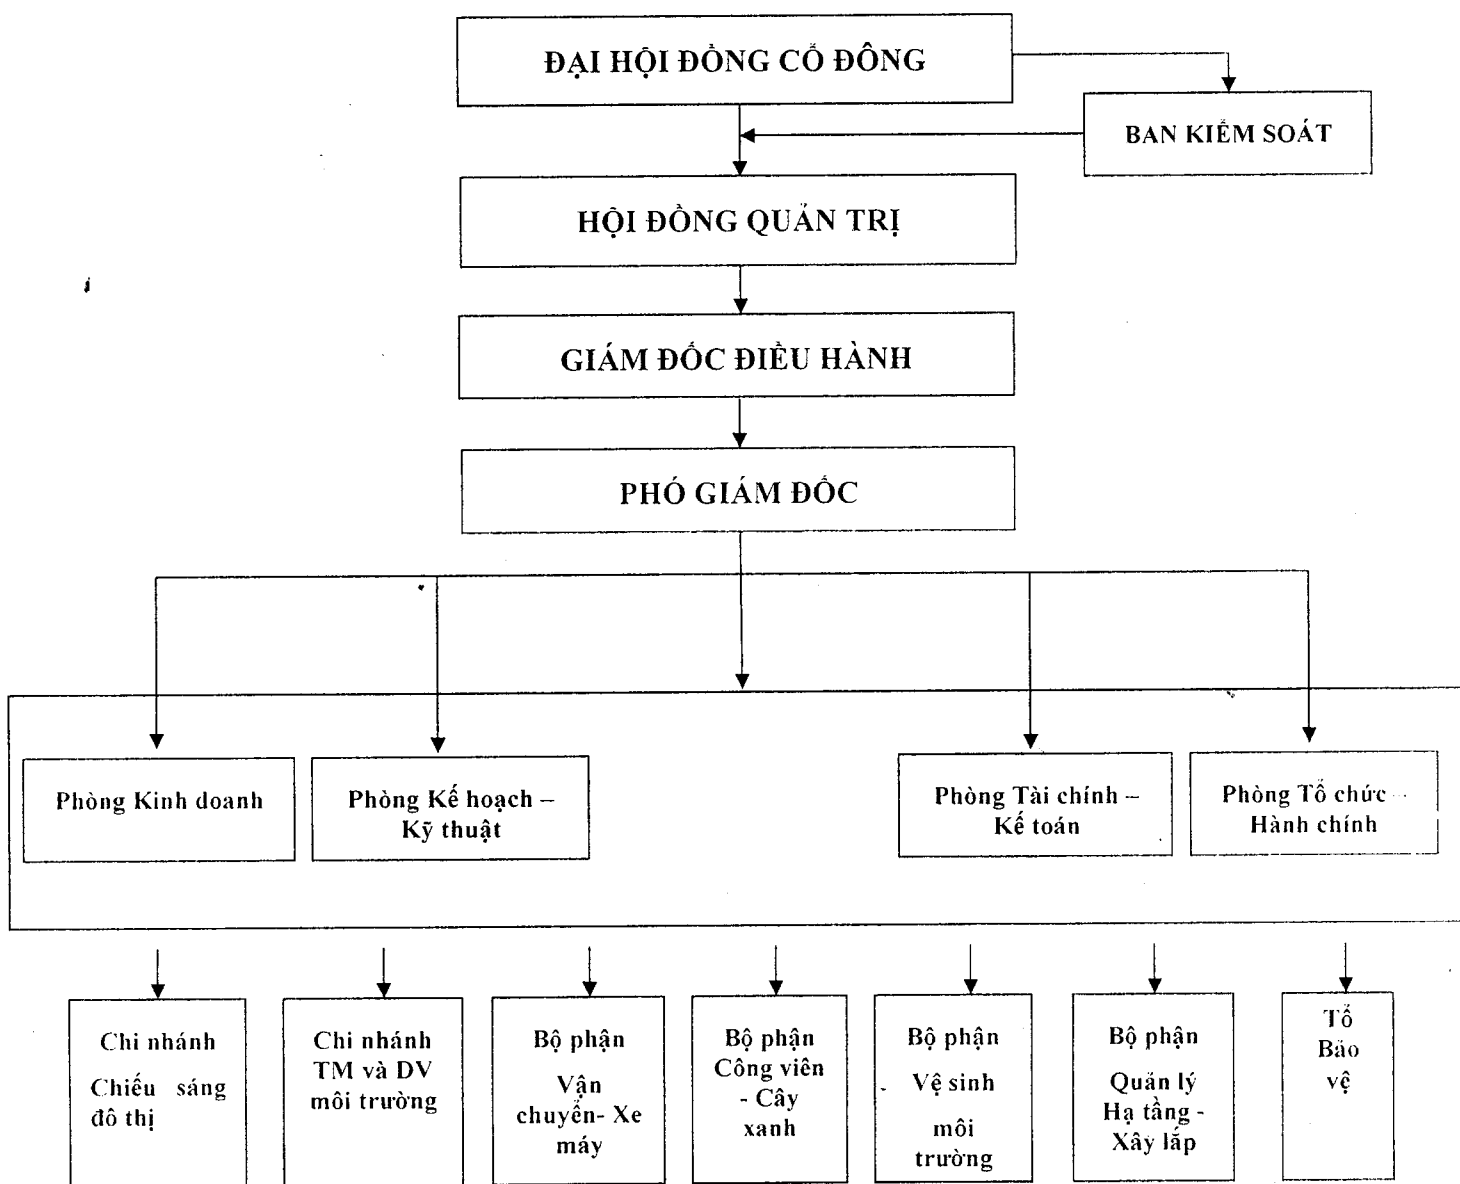 ĐẠI HỘI ĐỒNG CỔ ĐÔNG
BAN KIỂM SOÁT
HỘI ĐỒNG QUẢN TRỊ
GIÁM ĐỐC ĐIỀU HÀNH
PHÓ GIÁM ĐỐC
Phòng Kinh doanh
Phòng Kế hoạch –
Kỹ thuật
Phòng Tài chính –
Kế toán
Phòng Tổ chức –
Hành chính
Chi nhánh
Chiếu sáng
đô thị
Chi nhánh
TM và DV
môi trường
Bộ phận
Vận
chuyển- Xe
máy
Bộ phận
Công viên
- Cây
xanh
Bộ phận
Vệ sinh
môi
trường
Bộ phận
Quản lý
Hạ tầng -
Xây lắp
Tổ
Bảo
vệ